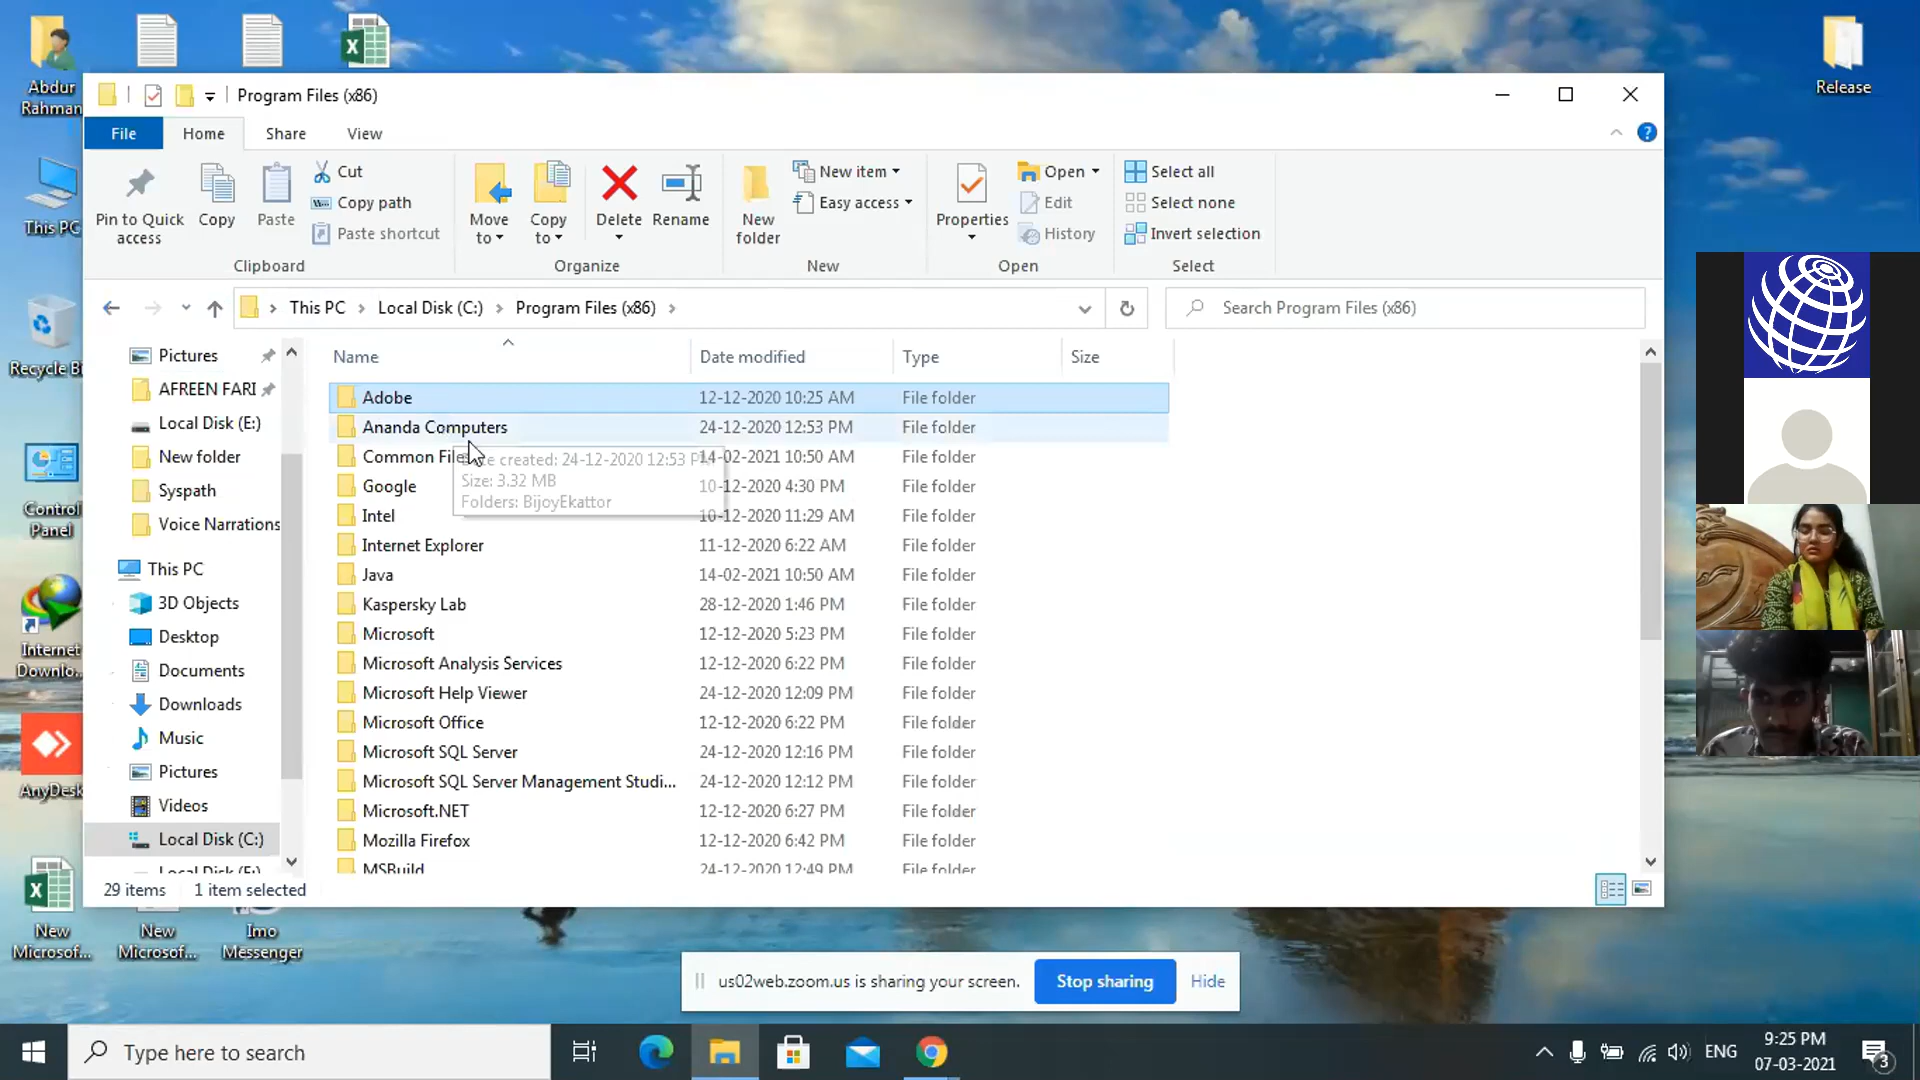 Abdur
Rahman
Release
Program Files (x86)
File
Home
Share
View
Pin to Quick
access
Copy
Paste
Cut
Copy path
Paste shortcut
Clipboard
Move
to
Copy
to
Delete
Rename
Organize
New
folder
New item
Easy access
New
Properties
Open
Edit
History
Open
Select all
Select none
Invert selection
Select
This PC
Local Disk (C:)
Program Files (x86)
Search Program Files (x86)
This PC
Recycle Bi
Control
Panel
Internet
Downlo...
AnyDesk
New
Microsof...
New
Microsof...
Imo
Messenger
Pictures
AFREEN FARI
Local Disk (E:)
New folder
Syspath
Voice Narrations
This PC
3D Objects
Desktop
Documents
Downloads
Music
Pictures
Videos
Local Disk (C:)
Name Date modified Type Size
Adobe 12-12-2020 10:25 AM File folder
Ananda Computers 24-12-2020 12:53 PM File folder
Common File 14-02-2021 10:50 AM File folder
Google 10-12-2020 4:30 PM File folder
Intel 10-12-2020 11:29 AM File folder
Internet Explorer 11-12-2020 6:22 AM File folder
Java 14-02-2021 10:50 AM File folder
Kaspersky Lab 28-12-2020 1:46 PM File folder
Microsoft 12-12-2020 5:23 PM File folder
Microsoft Analysis Services 12-12-2020 6:22 PM File folder
Microsoft Help Viewer 24-12-2020 12:09 PM File folder
Microsoft Office 12-12-2020 6:22 PM File folder
Microsoft SQL Server 24-12-2020 12:16 PM File folder
Microsoft SQL Server Management Studi... 24-12-2020 12:12 PM File folder
Microsoft.NET 12-12-2020 6:27 PM File folder
Mozilla Firefox 12-12-2020 6:42 PM File folder
MSBuild 24-12-2020 12:49 PM File folder
created: 24-12-2020 12:53 P
Size: 3.32 MB
Folders: BijoyEkattor
29 items 1 item selected
us02web.zoom.us is sharing your screen.
Stop sharing
Hide
Type here to search
ENG
9:25 PM
07-03-2021
3